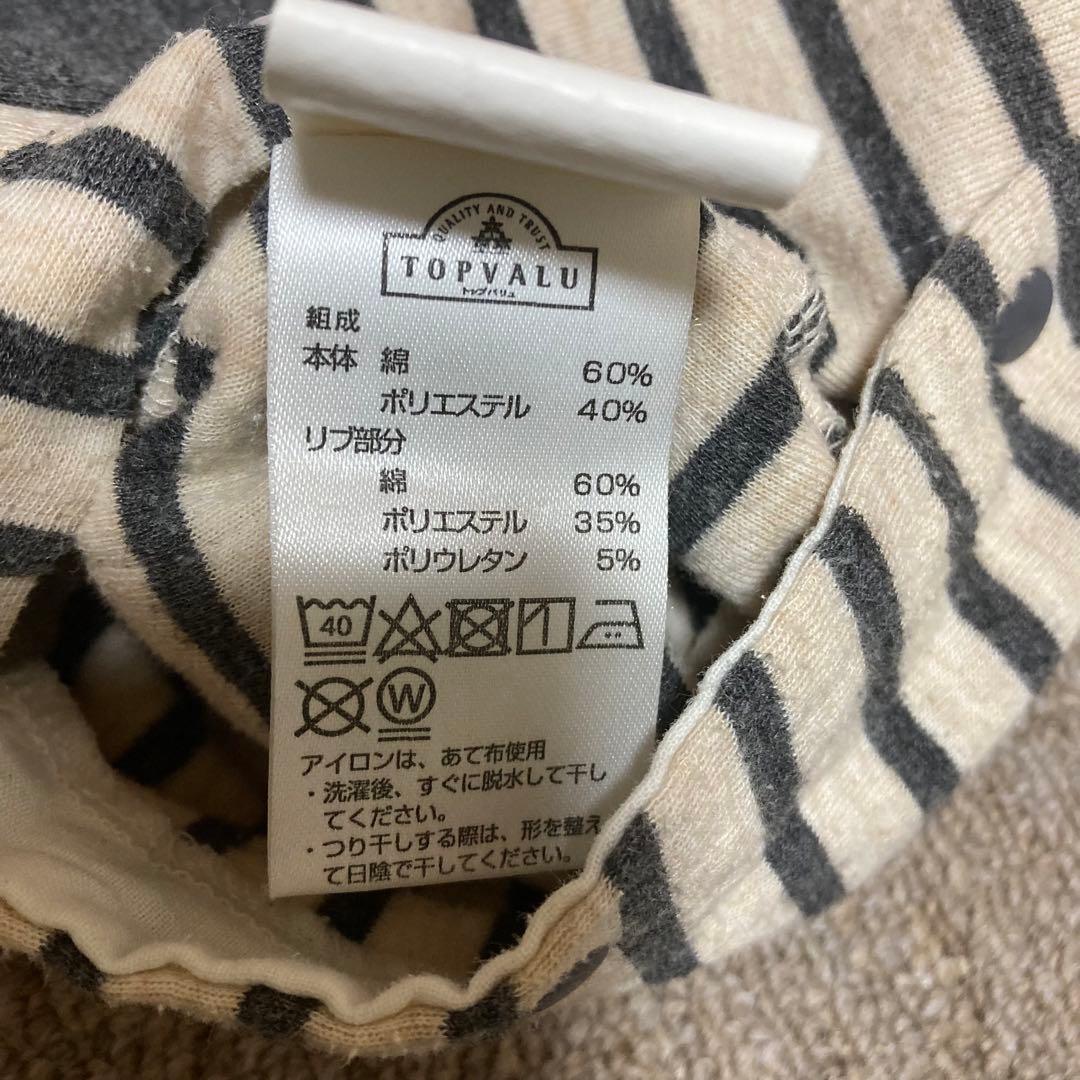 QUALITY AND TRUST
TOPVALU
トップバリュ
組成
本体 綿 60%
ポリエステル 40%
リブ部分
綿 60%
ポリエステル 35%
ポリウレタン 5%
40
W
アイロンは、あて布使用
・洗濯後、すぐに脱水して干し
てください。
・つり干しする際は、形を整え
て日陰で干してください。